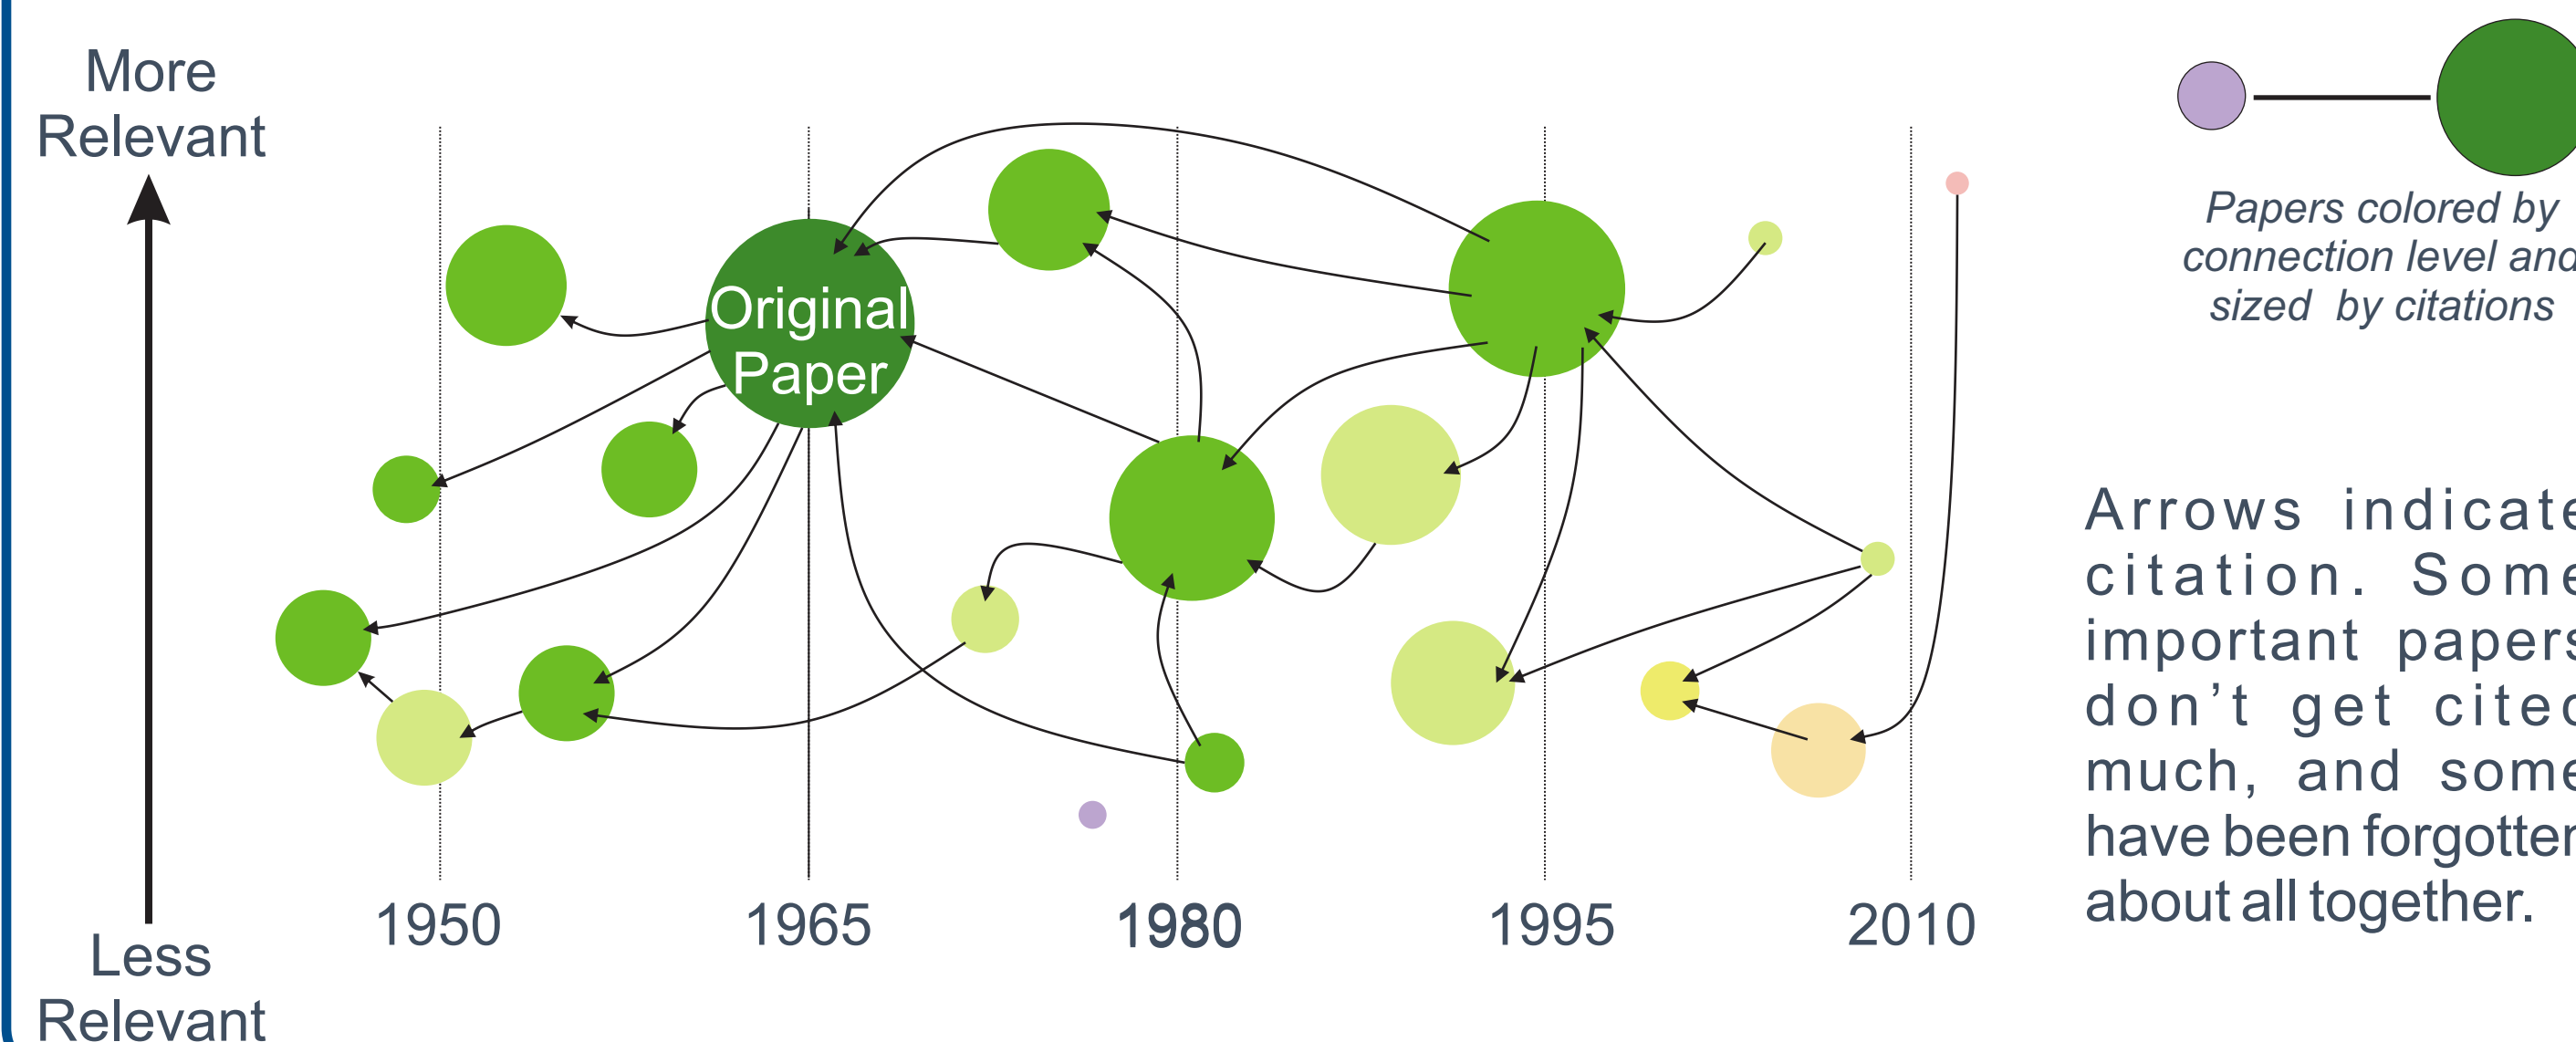 More
Relevant
Original
Paper
1950
1965
1980
1995
2010
Less
Relevant
Papers colored by
connection level and
sized by citations
Arrows indicate
citation. Some
important papers
don’t get cited
much, and some
have been forgotten
about all together.